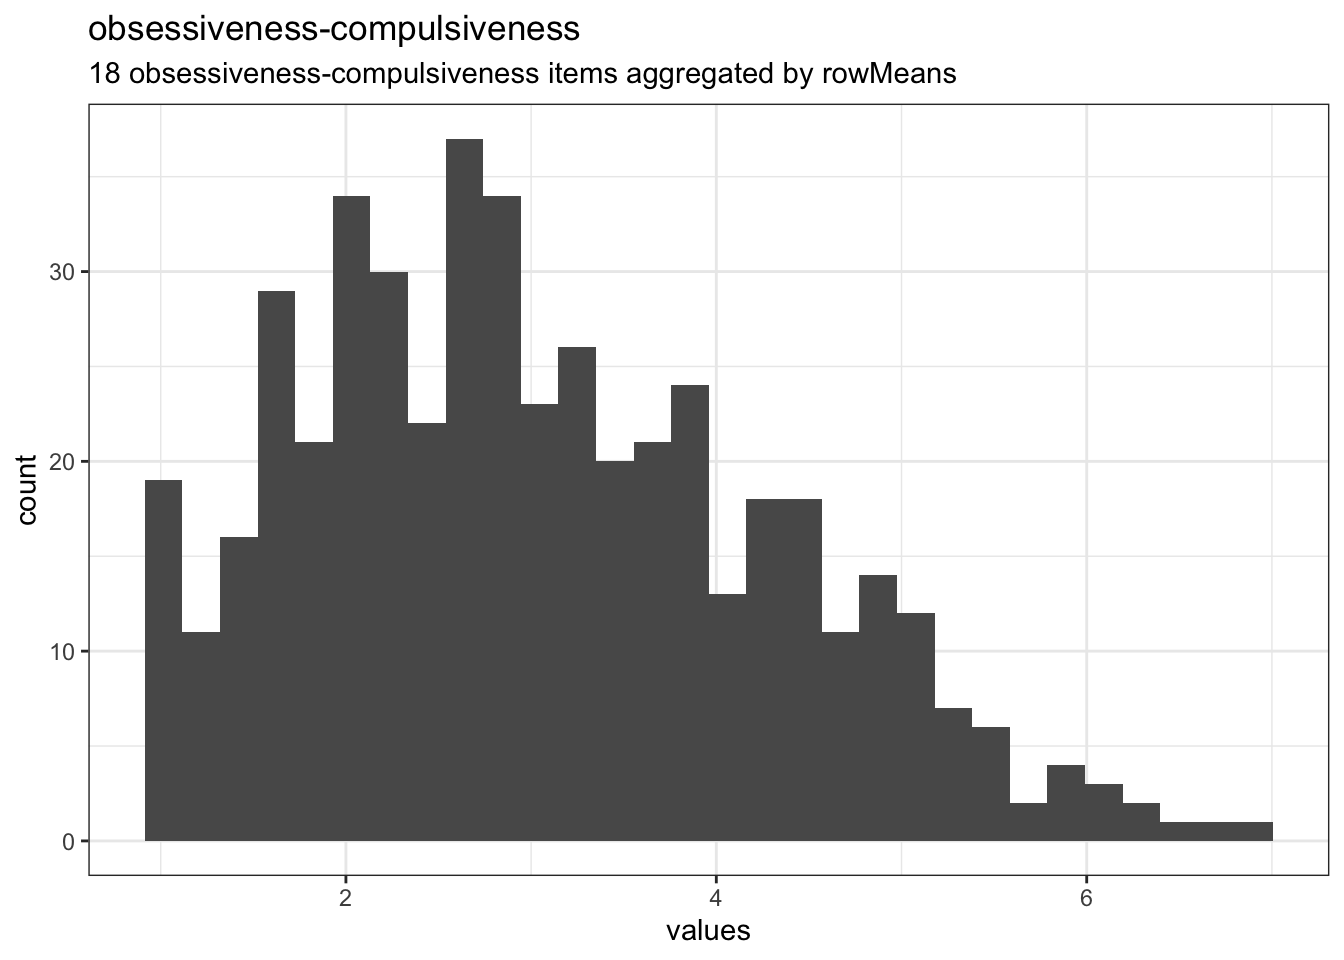 obsessiveness-compulsiveness
18 obsessiveness-compulsiveness items aggregated by rowMeans
30
20
10
0
count
2 4 6
values